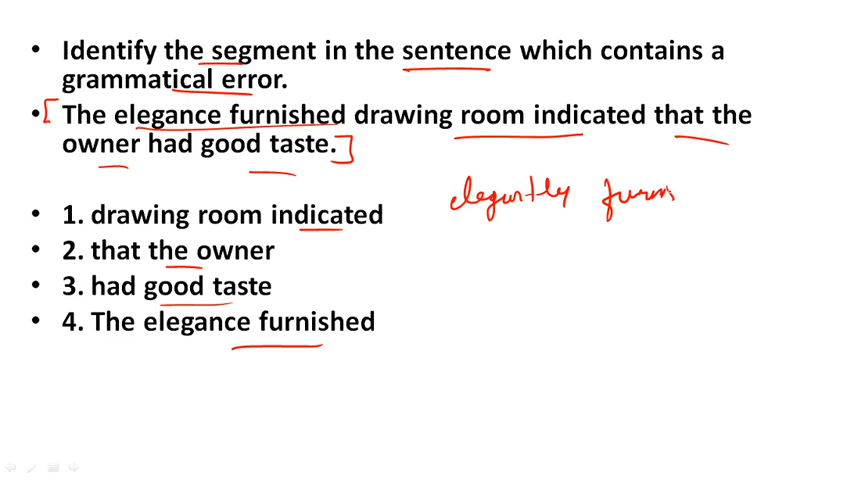 • Identify the segment in the sentence which contains a
grammatical error.
• The elegance furnished drawing room indicated that the
owner had good taste.
• 1. drawing room indicated
• 2. that the owner
• 3. had good taste
• 4. The elegance furnished